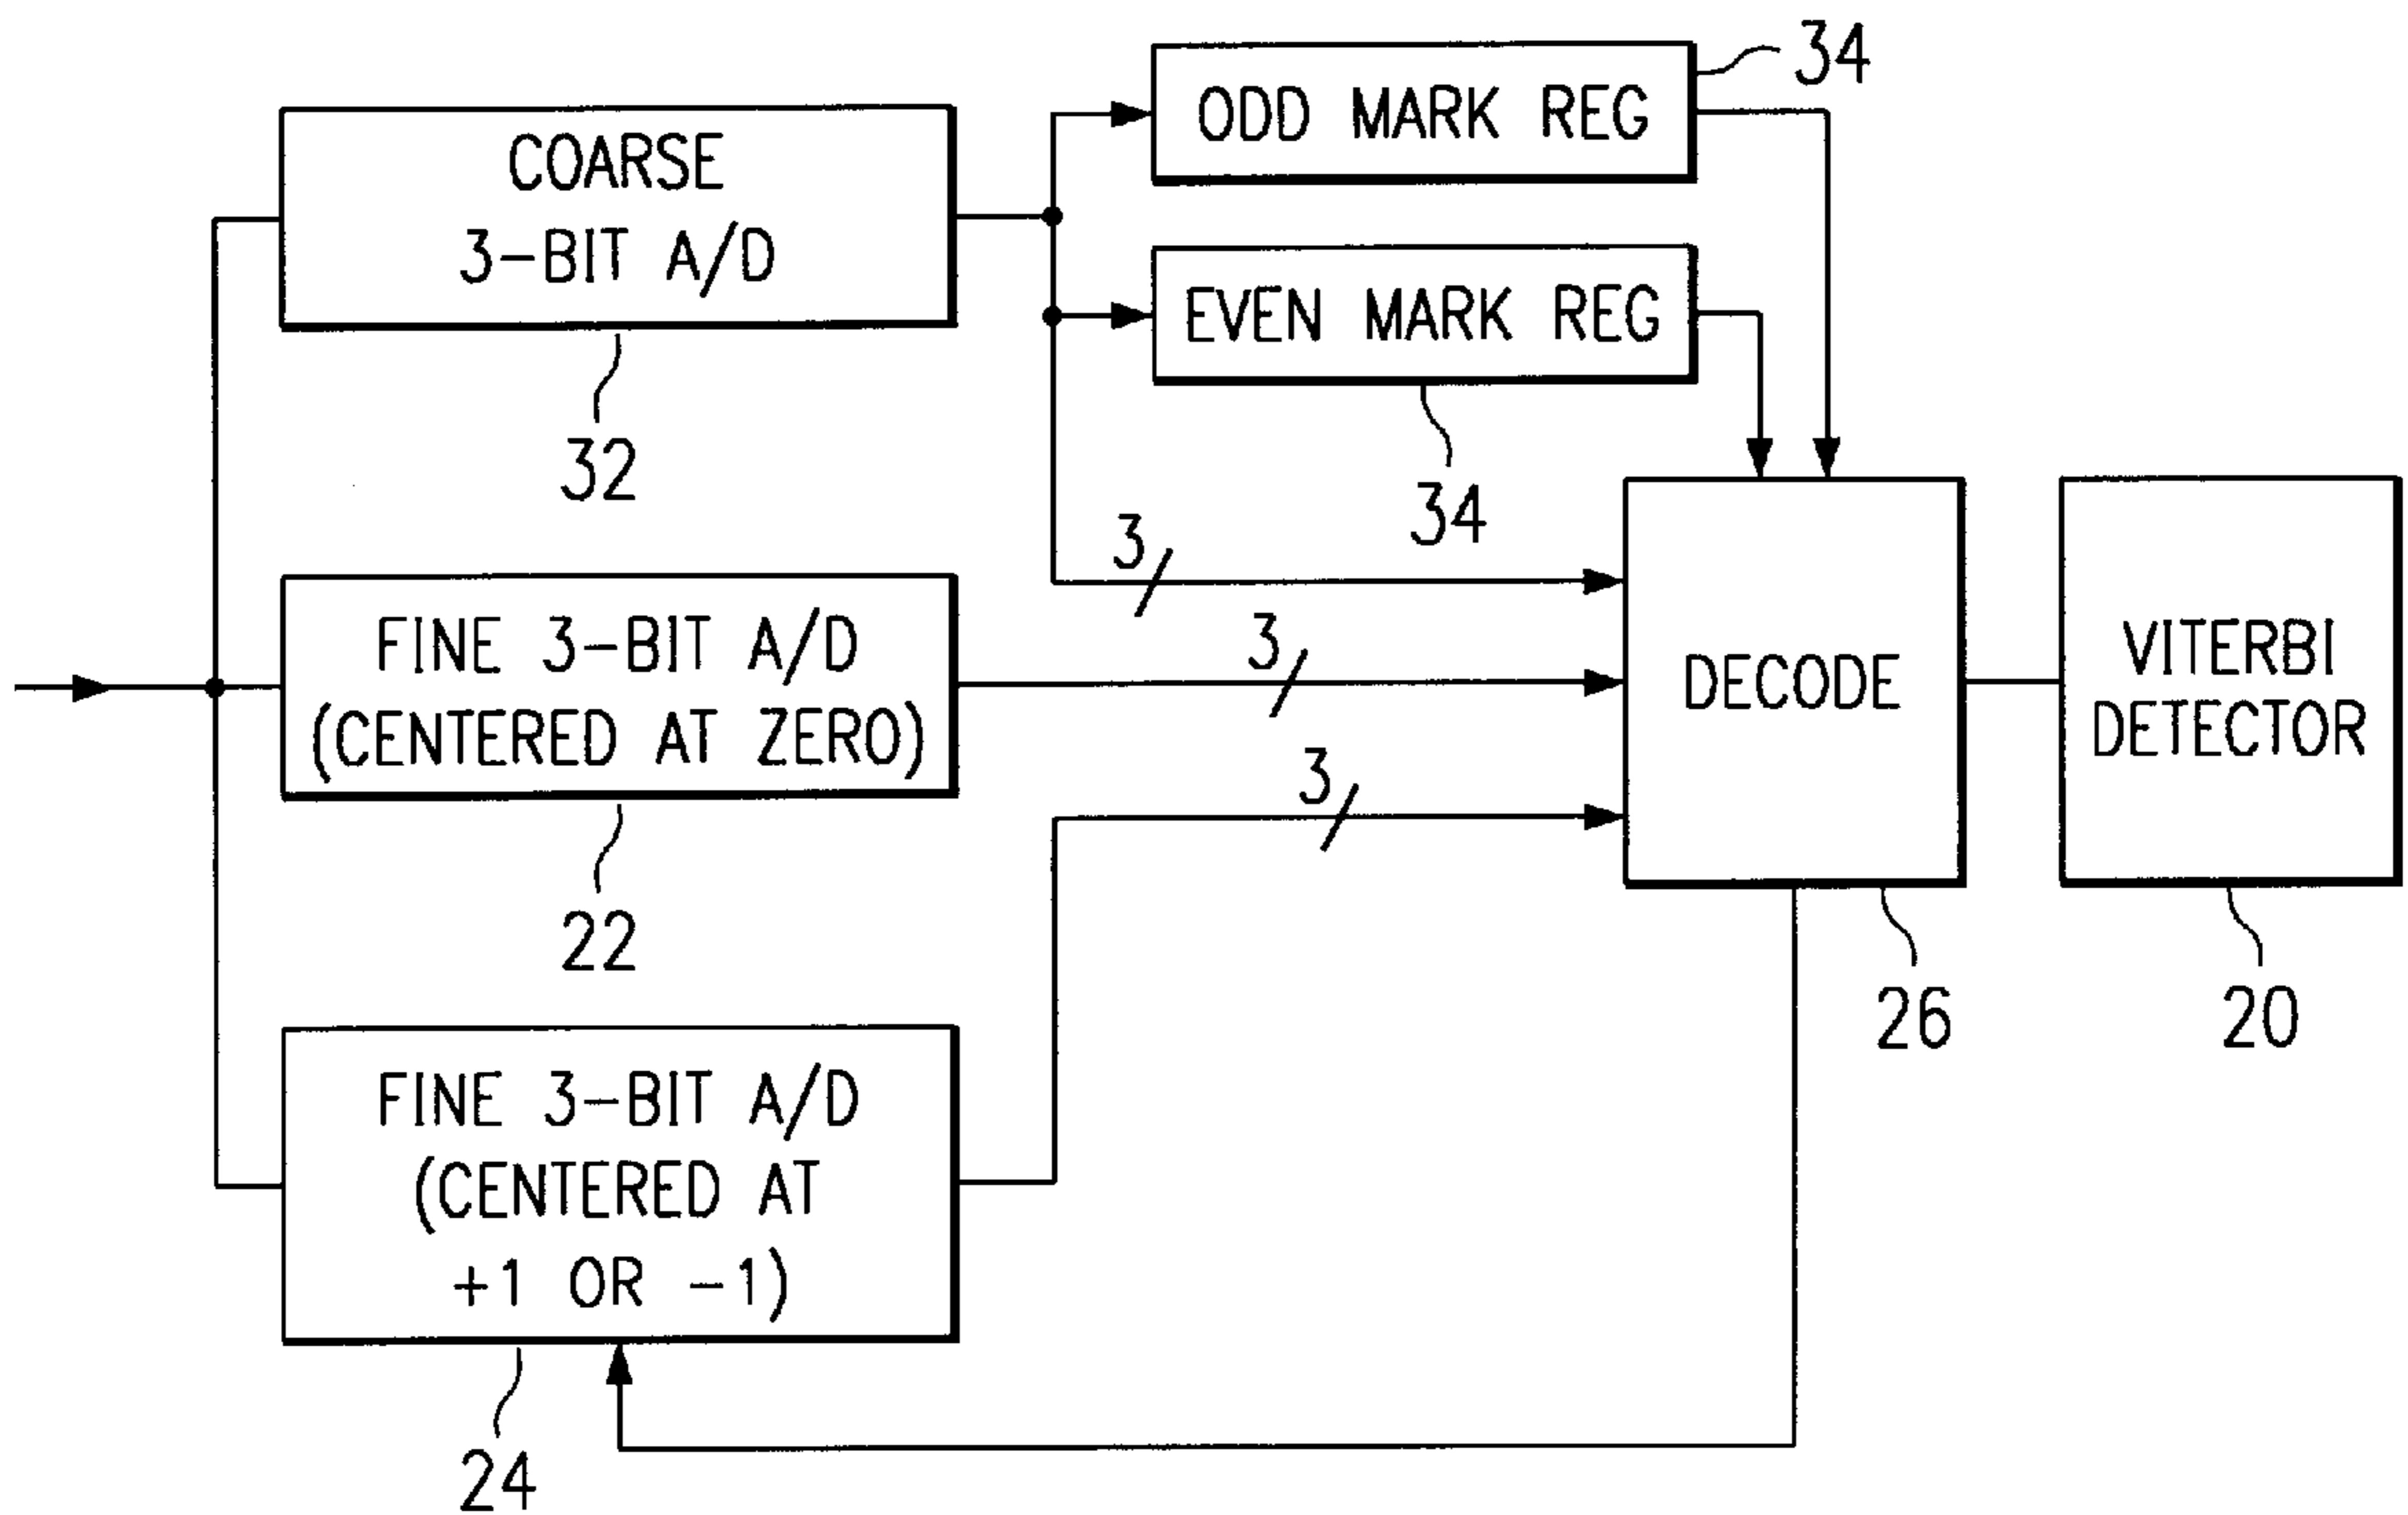 COARSE
3-BIT A/D
32
ODD MARK REG
34
EVEN MARK REG
34
FINE 3-BIT A/D
(CENTERED AT ZERO)
22
FINE 3-BIT A/D
(CENTERED AT
+1 OR -1)
24
3
3
3
DECODE
26
VITERBI
DETECTOR
20